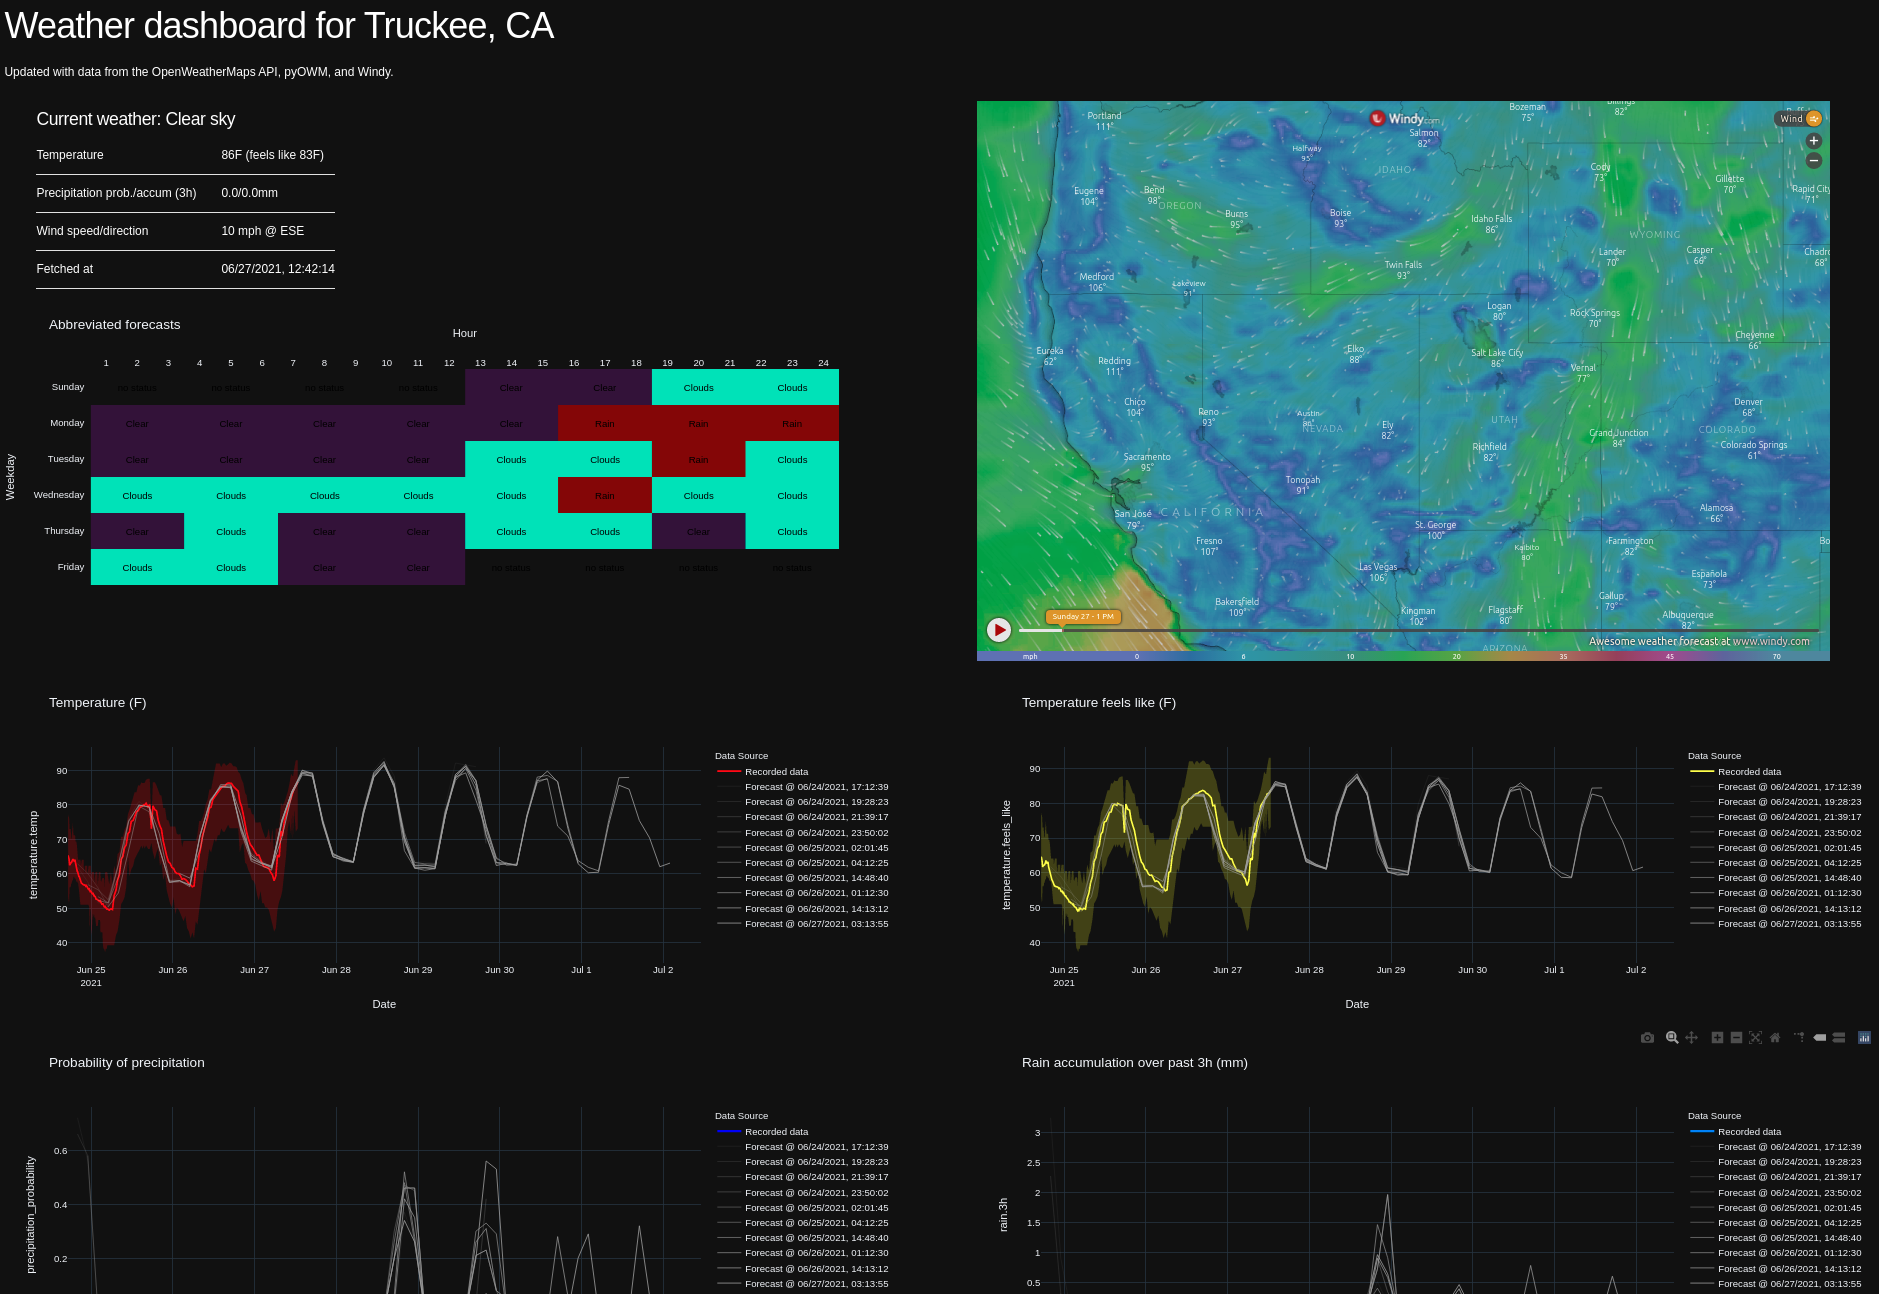 Weather dashboard for Truckee, CA
Updated with data from the OpenWeatherMaps API, pyOWM, and Windy.
Current weather: Clear sky
Temperature 86F (feels like 83F)
Precipitation prob./accum (3h) 0.0/0.0mm
Wind speed/direction 10 mph @ ESE
Fetched at 06/27/2021, 12:42:14
Abbreviated forecasts
Hour
1 2 3 4 5 6 7 8 9 10 11 12 13 14 15 16 17 18 19 20 21 22 23 24
Weekday
Sunday no status no status no status no status Clear Clear Clouds Clouds
Monday Clear Clear Clear Clear Clear Rain Rain Rain
Tuesday Clear Clear Clear Clear Clouds Clouds Rain Clouds
Wednesday Clouds Clouds Clouds Clouds Clouds Rain Clouds Clouds
Thursday Clear Clouds Clear Clear Clouds Clouds Clear Clouds
Friday Clouds Clouds Clear Clear no status no status no status no status
Windy.com
Wind
+
−
Portland 111°
Bozeman 75°
Billings 82°
Salmon 82°
Halfway 95°
IDAHO
Cody 73°
Gillette 70°
Rapid City 71°
Eugene 104°
Bend 98°
OREGON
Burns 95°
Boise 93°
Idaho Falls 86°
WYOMING
Lander 70°
Casper 66°
Chadro 68°
Twin Falls 93°
Medford 106°
Lakeview 91°
Logan 80°
Rock Springs 70°
Cheyenne 66°
Eureka 62°
Redding 111°
Elko 88°
Salt Lake City 86°
Vernal 77°
Chico 104°
Reno 93°
Austin
NEVADA
Ely 82°
UTAH
Denver 68°
COLORADO
Grand Junction 84°
Colorado Springs 61°
Richfield 82°
Sacramento 95°
Tonopah 91°
San José 79°
CALIFORNIA
St. George 100°
Alamosa 66°
Fresno 107°
Kaibito 80°
Farmington 82°
Bo
Las Vegas 106°
Española 73°
Bakersfield 109°
Kingman 102°
Flagstaff 80°
Gallup 79°
Albuquerque 82°
Sunday 27 - 1 PM
Awesome weather forecast at www.windy.com
ARIZONA
mph 0 6 10 20 35 45 70
Temperature (F)
temperature.temp
90
80
70
60
50
40
Jun 25 Jun 26 Jun 27 Jun 28 Jun 29 Jun 30 Jul 1 Jul 2
2021
Date
Data Source
Recorded data
Forecast @ 06/24/2021, 17:12:39
Forecast @ 06/24/2021, 19:28:23
Forecast @ 06/24/2021, 21:39:17
Forecast @ 06/24/2021, 23:50:02
Forecast @ 06/25/2021, 02:01:45
Forecast @ 06/25/2021, 04:12:25
Forecast @ 06/25/2021, 14:48:40
Forecast @ 06/26/2021, 01:12:30
Forecast @ 06/26/2021, 14:13:12
Forecast @ 06/27/2021, 03:13:55
Temperature feels like (F)
temperature.feels_like
90
80
70
60
50
40
Jun 25 Jun 26 Jun 27 Jun 28 Jun 29 Jun 30 Jul 1 Jul 2
2021
Date
Data Source
Recorded data
Forecast @ 06/24/2021, 17:12:39
Forecast @ 06/24/2021, 19:28:23
Forecast @ 06/24/2021, 21:39:17
Forecast @ 06/24/2021, 23:50:02
Forecast @ 06/25/2021, 02:01:45
Forecast @ 06/25/2021, 04:12:25
Forecast @ 06/25/2021, 14:48:40
Forecast @ 06/26/2021, 01:12:30
Forecast @ 06/26/2021, 14:13:12
Forecast @ 06/27/2021, 03:13:55
Probability of precipitation
precipitation_probability
0.6
0.4
0.2
Data Source
Recorded data
Forecast @ 06/24/2021, 17:12:39
Forecast @ 06/24/2021, 19:28:23
Forecast @ 06/24/2021, 21:39:17
Forecast @ 06/24/2021, 23:50:02
Forecast @ 06/25/2021, 02:01:45
Forecast @ 06/25/2021, 04:12:25
Forecast @ 06/25/2021, 14:48:40
Forecast @ 06/26/2021, 01:12:30
Forecast @ 06/26/2021, 14:13:12
Forecast @ 06/27/2021, 03:13:55
Rain accumulation over past 3h (mm)
rain.3h
3
2.5
2
1.5
1
0.5
Data Source
Recorded data
Forecast @ 06/24/2021, 17:12:39
Forecast @ 06/24/2021, 19:28:23
Forecast @ 06/24/2021, 21:39:17
Forecast @ 06/24/2021, 23:50:02
Forecast @ 06/25/2021, 02:01:45
Forecast @ 06/25/2021, 04:12:25
Forecast @ 06/25/2021, 14:48:40
Forecast @ 06/26/2021, 01:12:30
Forecast @ 06/26/2021, 14:13:12
Forecast @ 06/27/2021, 03:13:55